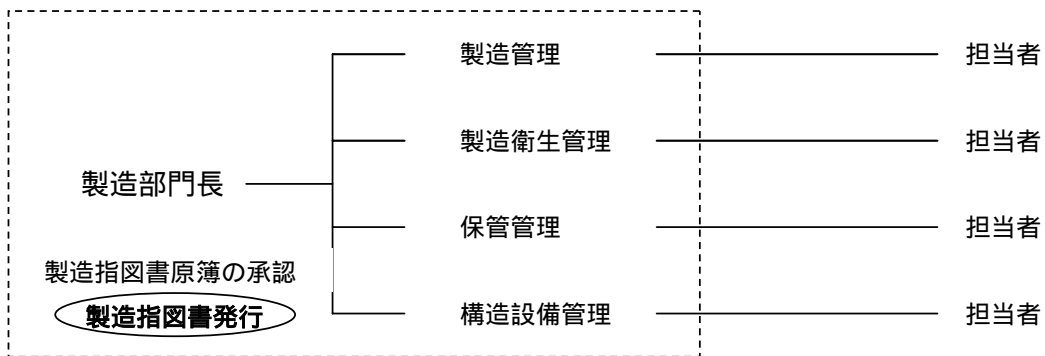 製造管理 担当者
製造衛生管理 担当者
製造部門長
保管管理 担当者
製造指図書原簿の承認
製造指図書発行
構造設備管理 担当者